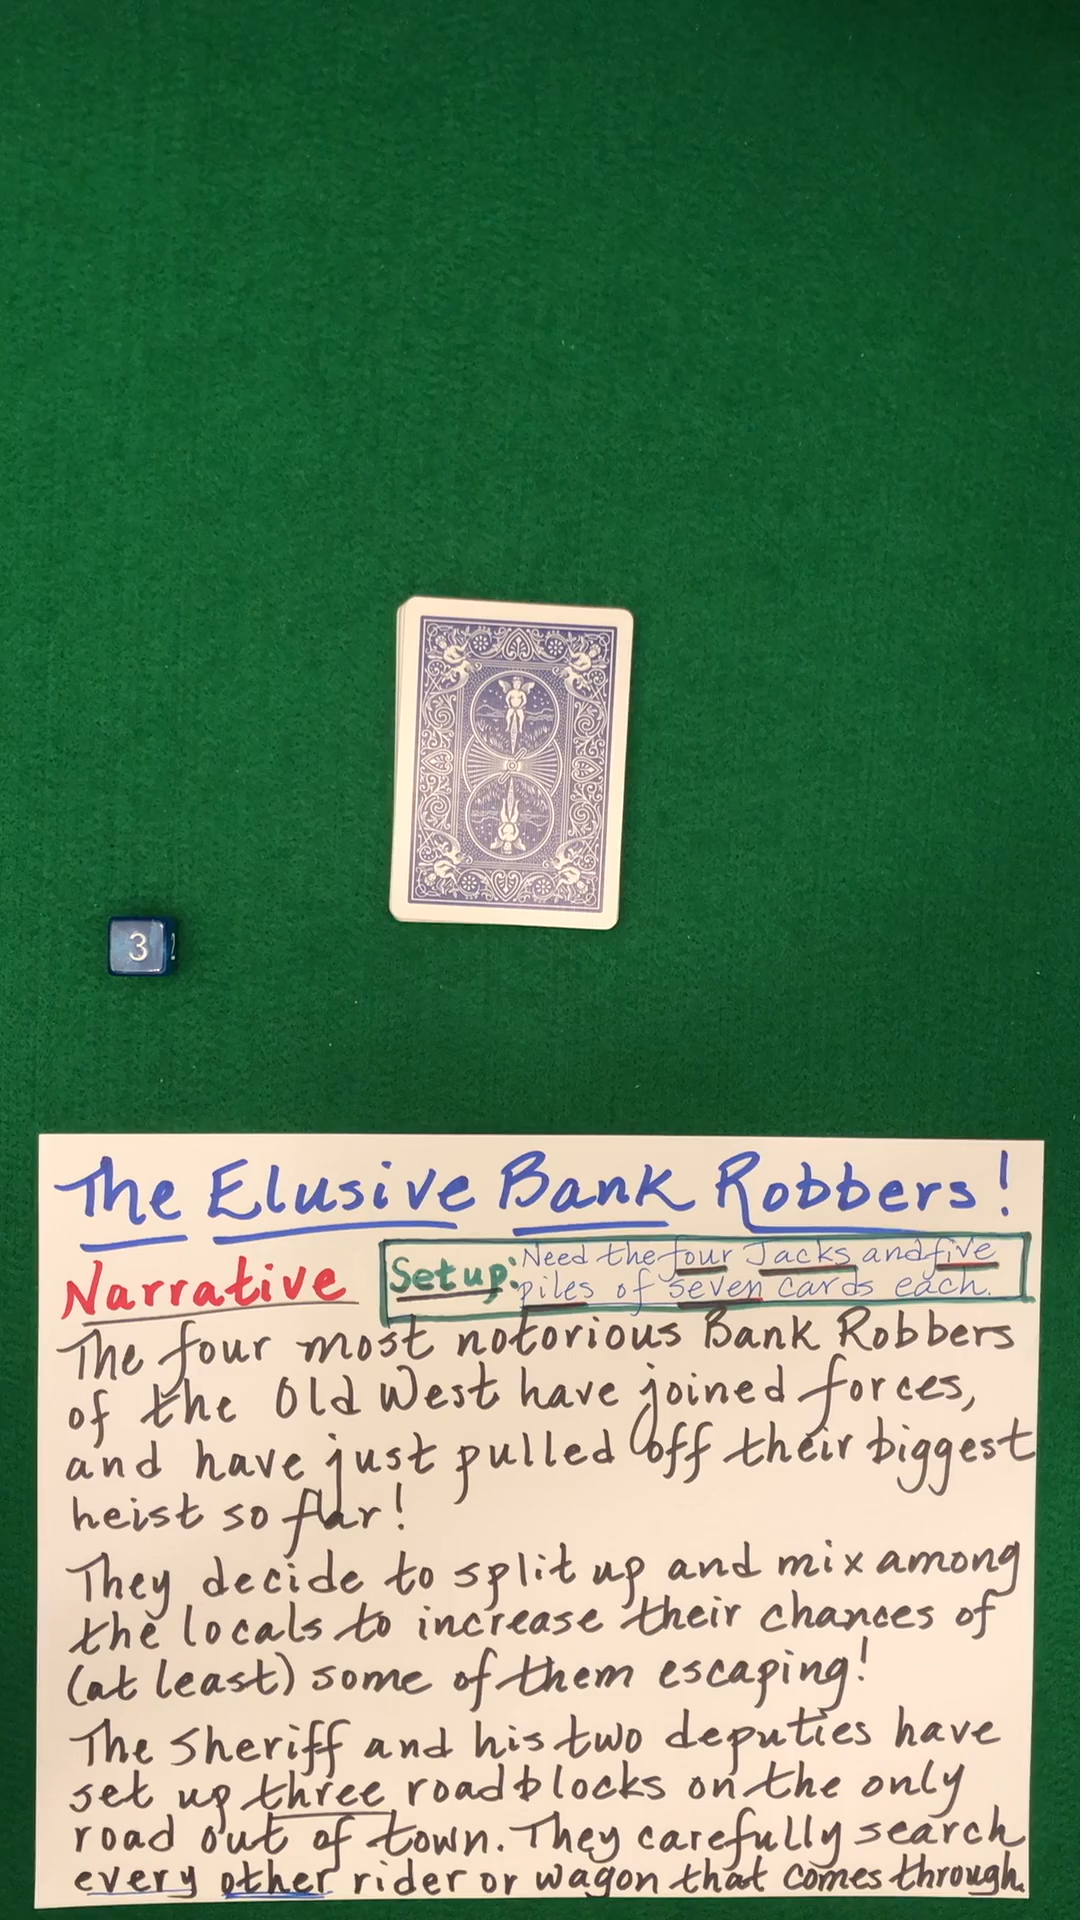 3
The Elusive Bank Robbers!
Narrative
Setup: Need the four Jacks and five
piles of seven cards each.
The four most notorious Bank Robbers
of the Old West have joined forces,
and have just pulled off their biggest
heist so far!
They decide to split up and mix among
the locals to increase their chances of
(at least) some of them escaping!
The Sheriff and his two deputies have
set up three roadblocks on the only
road out of town. They carefully search
every other rider or wagon that comes through.